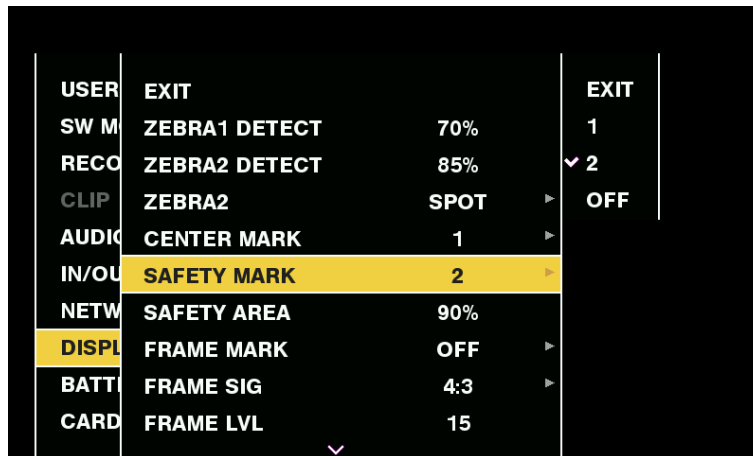 USER
SW M
RECO
CLIP
AUDIO
IN/OU
NETW
DISPL
BATT
CARD
EXIT
ZEBRA1 DETECT 70%
ZEBRA2 DETECT 85%
ZEBRA2 SPOT
CENTER MARK 1
SAFETY MARK 2
SAFETY AREA 90%
FRAME MARK OFF
FRAME SIG 4:3
FRAME LVL 15
EXIT
1
2
OFF